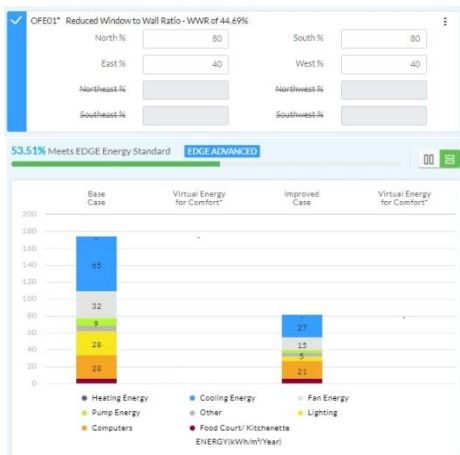 OFE01* Reduced Window to Wall Ratio - WWR of 44.69%
North % 80 South % 80
East % 40 West % 40
Northeast % Northwest %
Southeast % Southwest %
53.51% Meets EDGE Energy Standard EDGE ADVANCED
Base Case Virtual Energy for Comfort* Improved Case Virtual Energy for Comfort*
200
180
160
140
120
100
80
60
40
20
0
65
32
9
28
28
27
15
5
21
Heating Energy Cooling Energy Fan Energy
Pump Energy Other Lighting
Computers Food Court/ Kitchenette
ENERGY(kWh/m²/Year)